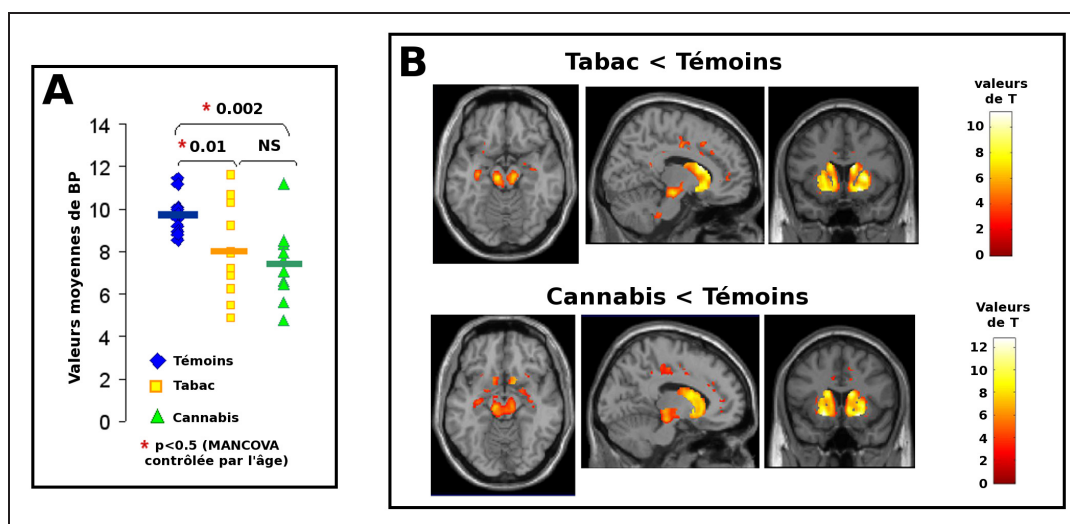 A
* 0.002
* 0.01
NS
14
12
10
8
6
4
2
0
Valeurs moyennes de BP
Témoins
Tabac
Cannabis
* p<0.5 (MANCOVA
contrôlée par l'âge)
B
Tabac < Témoins
valeurs
de T
10
8
6
4
2
0
Cannabis < Témoins
Valeurs
de T
12
10
8
6
4
2
0